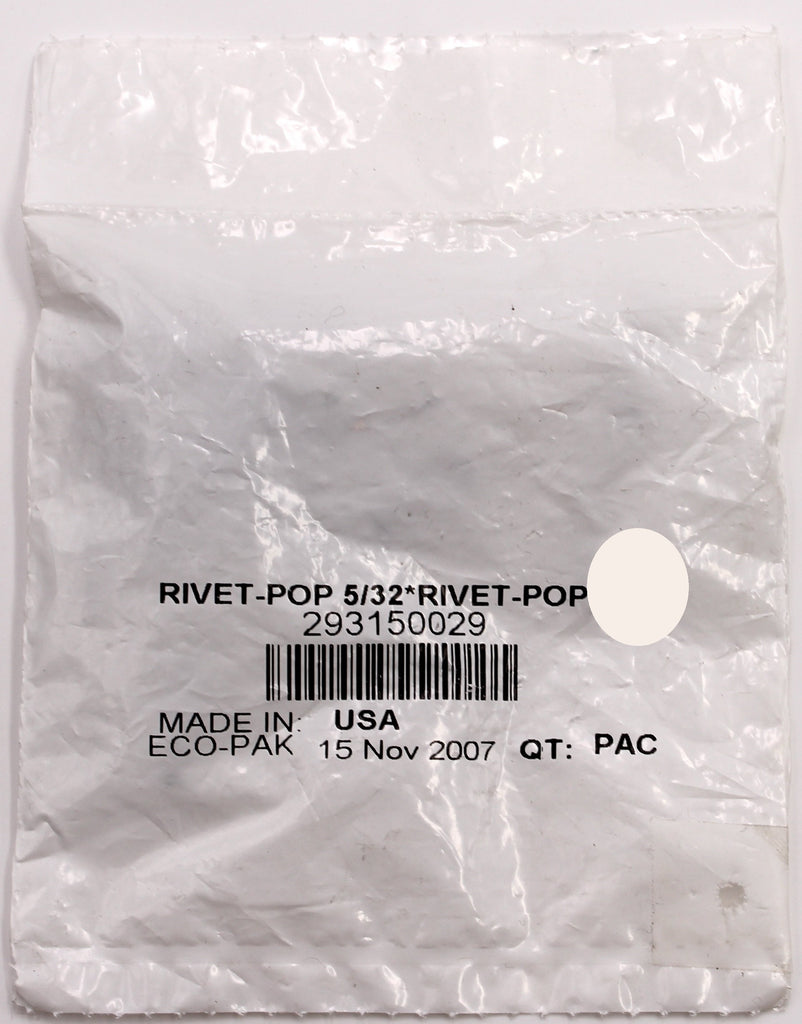 RIVET-POP 5/32*RIVET-POP
293150029
MADE IN: USA
ECO-PAK 15 Nov 2007 QT: PAC